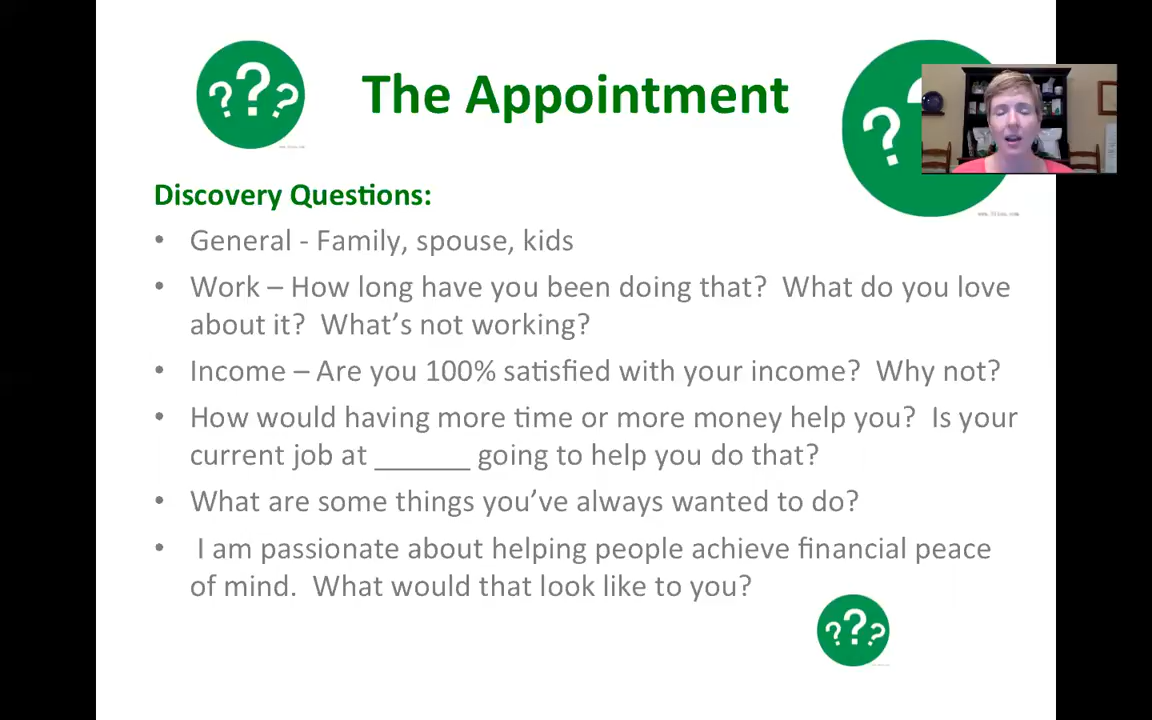 The Appointment
Discovery Questions:
• General - Family, spouse, kids
• Work – How long have you been doing that?  What do you love
about it?  What’s not working?
• Income – Are you 100% satisfied with your income?  Why not?
• How would having more time or more money help you?  Is your
current job at ______ going to help you do that?
• What are some things you’ve always wanted to do?
•  I am passionate about helping people achieve financial peace
of mind.  What would that look like to you?